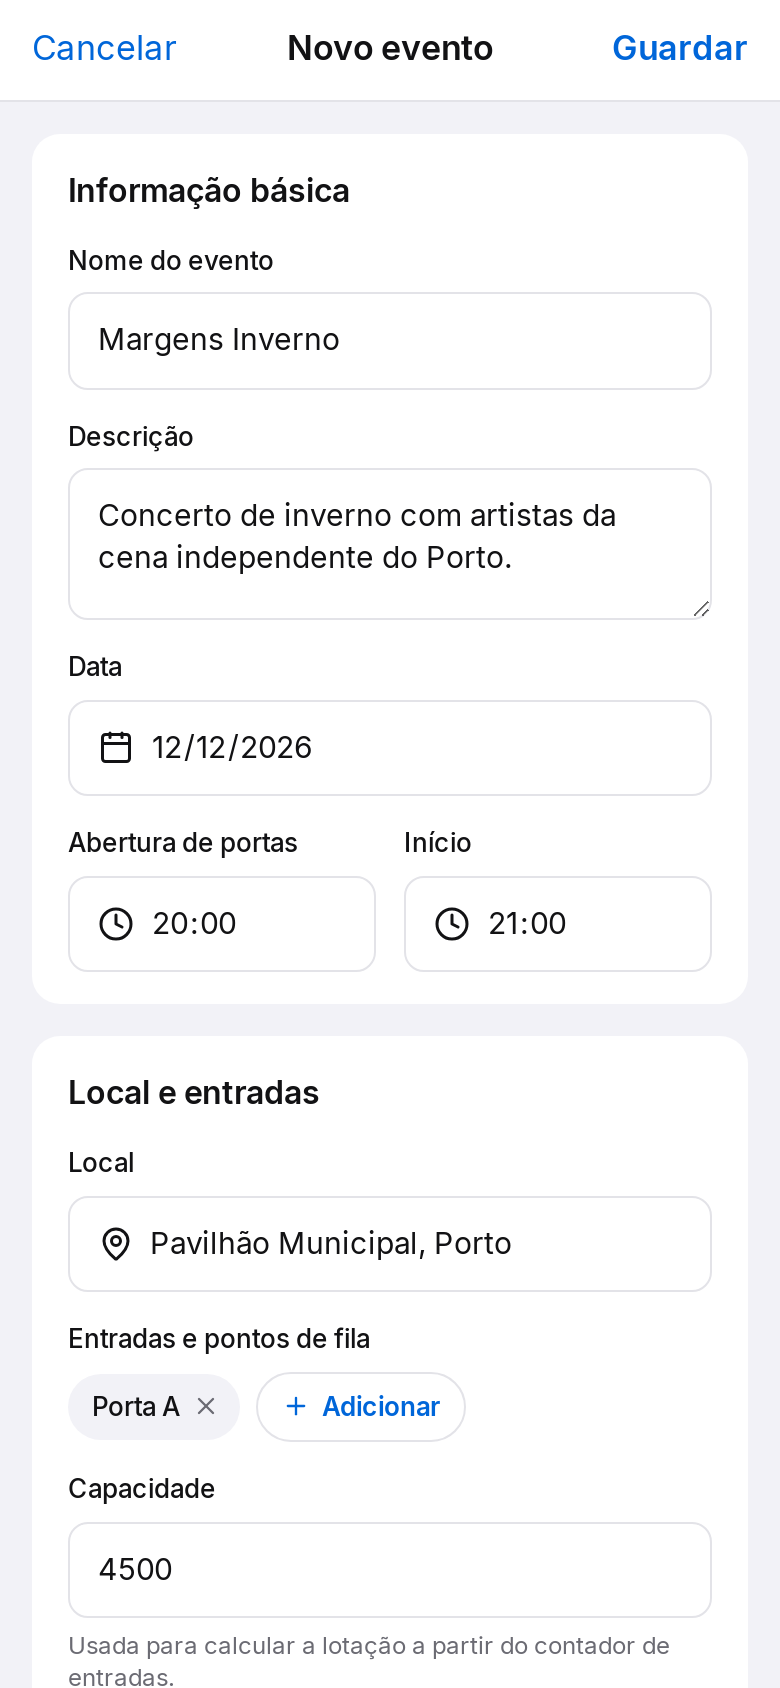 Cancelar
Novo evento
Guardar
Informação básica
Nome do evento
Margens Inverno
Descrição
Concerto de inverno com artistas da
cena independente do Porto.
Data
12/12/2026
Abertura de portas
Início
20:00
21:00
Local e entradas
Local
Pavilhão Municipal, Porto
Entradas e pontos de fila
Porta A
Adicionar
Capacidade
4500
Usada para calcular a lotação a partir do contador de
entradas.